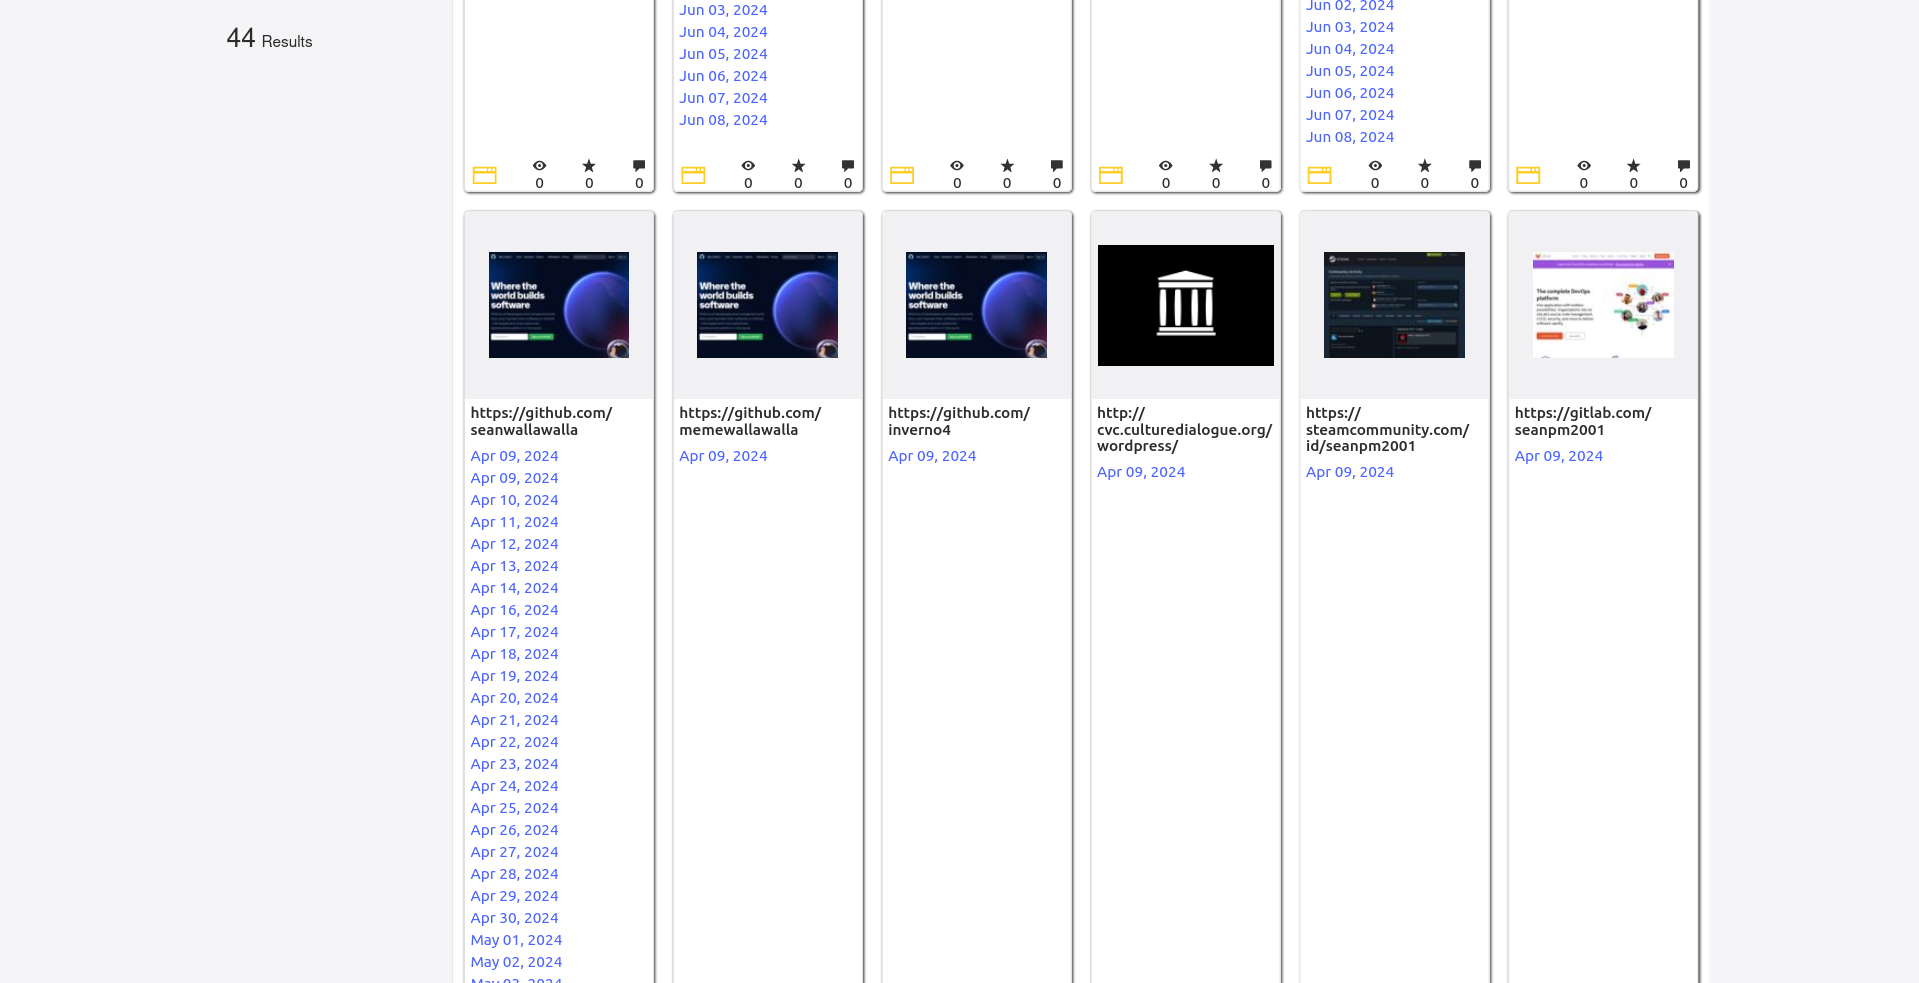 44 Results
Jun 03, 2024
Jun 04, 2024
Jun 05, 2024
Jun 06, 2024
Jun 07, 2024
Jun 08, 2024
Jun 02, 2024
Jun 03, 2024
Jun 04, 2024
Jun 05, 2024
Jun 06, 2024
Jun 07, 2024
Jun 08, 2024
0 0 0
0 0 0
0 0 0
0 0 0
0 0 0
0 0 0
Where the
world builds
software
https://github.com/
seanwallawalla
Apr 09, 2024
Apr 09, 2024
Apr 10, 2024
Apr 11, 2024
Apr 12, 2024
Apr 13, 2024
Apr 14, 2024
Apr 16, 2024
Apr 17, 2024
Apr 18, 2024
Apr 19, 2024
Apr 20, 2024
Apr 21, 2024
Apr 22, 2024
Apr 23, 2024
Apr 24, 2024
Apr 25, 2024
Apr 26, 2024
Apr 27, 2024
Apr 28, 2024
Apr 29, 2024
Apr 30, 2024
May 01, 2024
May 02, 2024
May 03, 2024
Where the
world builds
software
https://github.com/
memewallawalla
Apr 09, 2024
Where the
world builds
software
https://github.com/
inverno4
Apr 09, 2024
http://
cvc.culturedialogue.org/
wordpress/
Apr 09, 2024
https://
steamcommunity.com/
id/seanpm2001
Apr 09, 2024
The complete DevOps
platform
https://gitlab.com/
seanpm2001
Apr 09, 2024